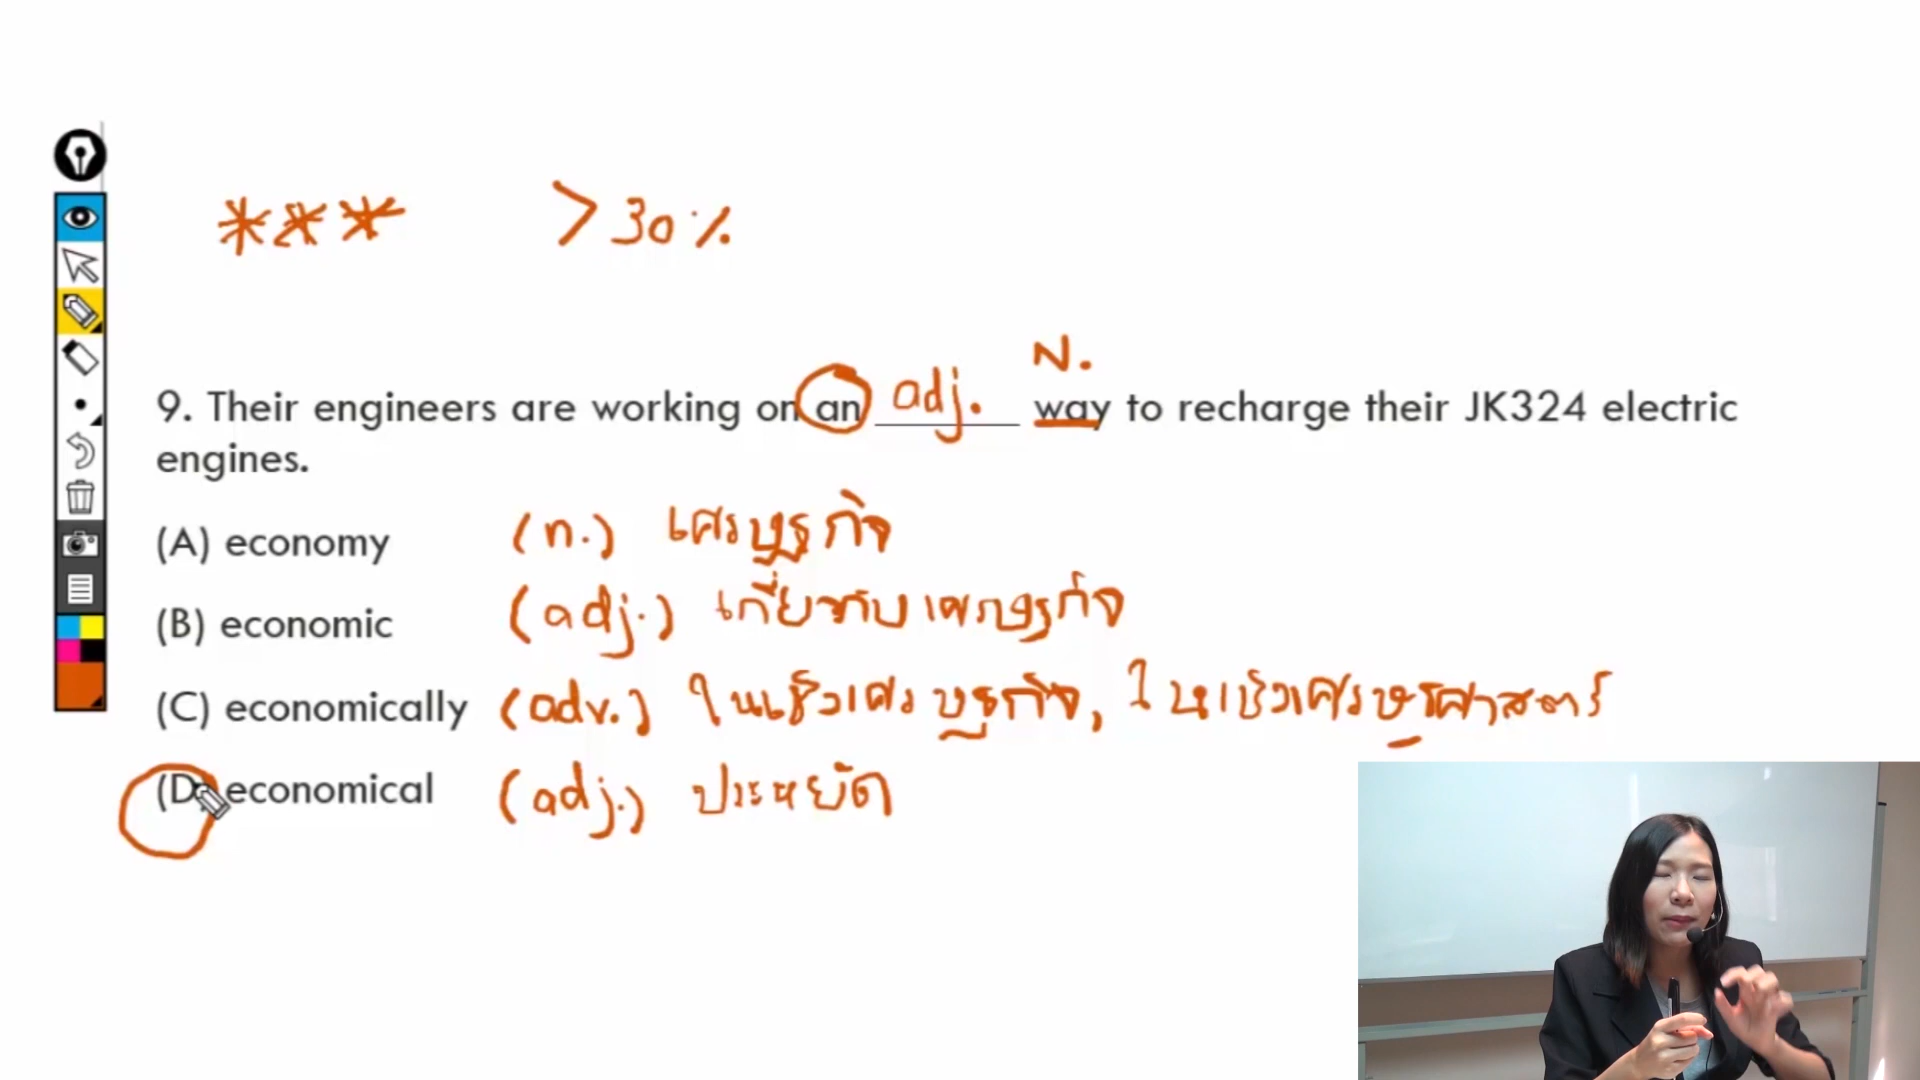 *** > 30%
N.
9. Their engineers are working on an adj. way to recharge their JK324 electric
engines.
(A) economy (n.) เศรษฐกิจ
(B) economic (adj.) เกี่ยวกับเศรษฐกิจ
(C) economically (adv.) ในเชิงเศรษฐกิจ, ในเชิงเศรษฐศาสตร์
(D) economical (adj.) ประหยัด